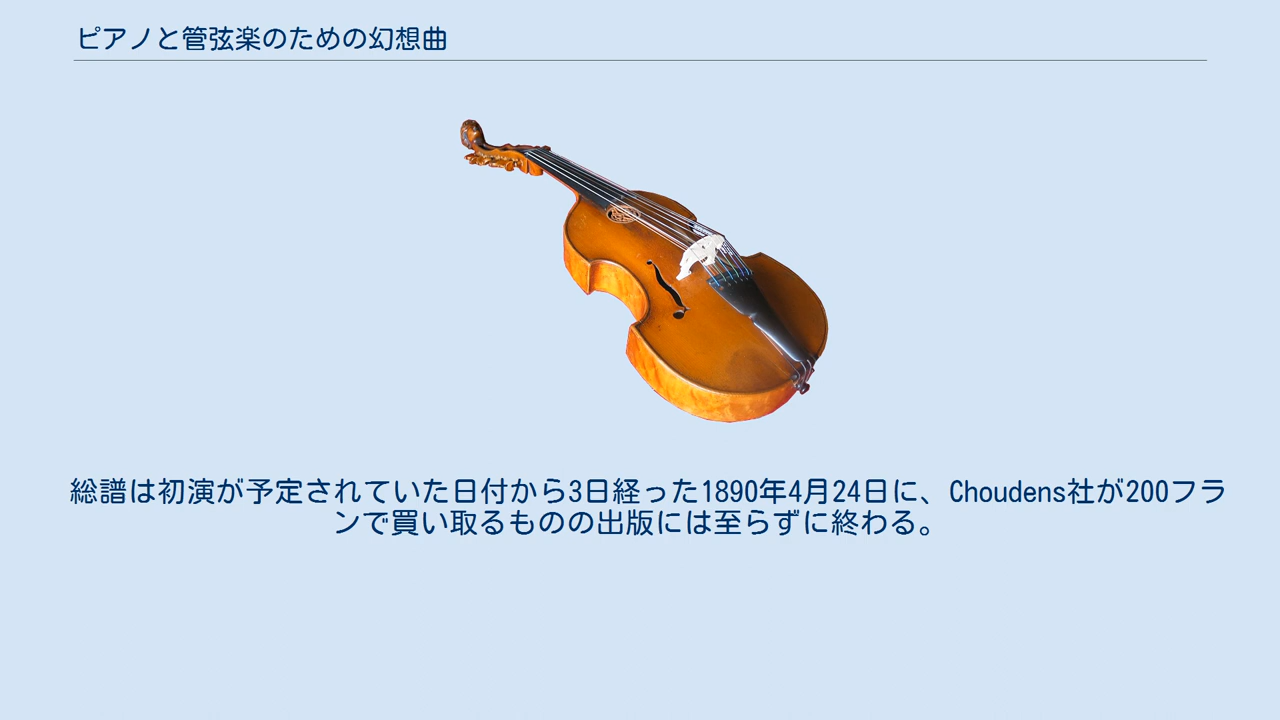 ピアノと管弦楽のための幻想曲
総譜は初演が予定されていた日付から3日経った1890年4月24日に、Choudens社が200フラ
ンで買い取るものの出版には至らずに終わる。